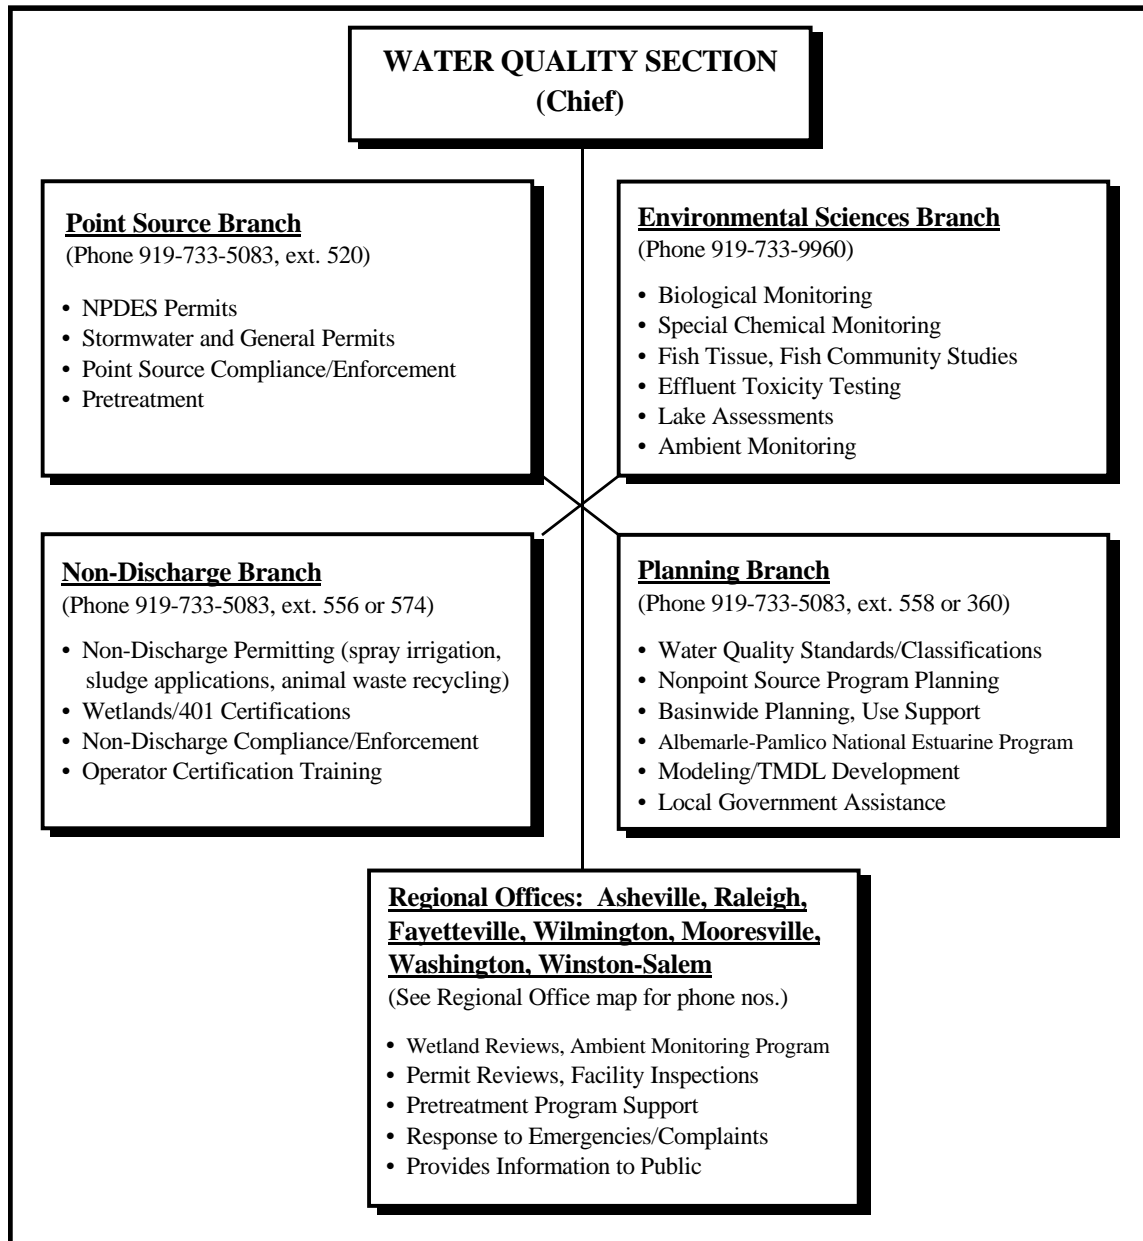 WATER QUALITY SECTION
(Chief)
Point Source Branch
(Phone 919-733-5083, ext. 520)
• NPDES Permits
• Stormwater and General Permits
• Point Source Compliance/Enforcement
• Pretreatment
Environmental Sciences Branch
(Phone 919-733-9960)
• Biological Monitoring
• Special Chemical Monitoring
• Fish Tissue, Fish Community Studies
• Effluent Toxicity Testing
• Lake Assessments
• Ambient Monitoring
Non-Discharge Branch
(Phone 919-733-5083, ext. 556 or 574)
• Non-Discharge Permitting (spray irrigation,
sludge applications, animal waste recycling)
• Wetlands/401 Certifications
• Non-Discharge Compliance/Enforcement
• Operator Certification Training
Planning Branch
(Phone 919-733-5083, ext. 558 or 360)
• Water Quality Standards/Classifications
• Nonpoint Source Program Planning
• Basinwide Planning, Use Support
• Albemarle-Pamlico National Estuarine Program
• Modeling/TMDL Development
• Local Government Assistance
Regional Offices: Asheville, Raleigh,
Fayetteville, Wilmington, Mooresville,
Washington, Winston-Salem
(See Regional Office map for phone nos.)
• Wetland Reviews, Ambient Monitoring Program
• Permit Reviews, Facility Inspections
• Pretreatment Program Support
• Response to Emergencies/Complaints
• Provides Information to Public